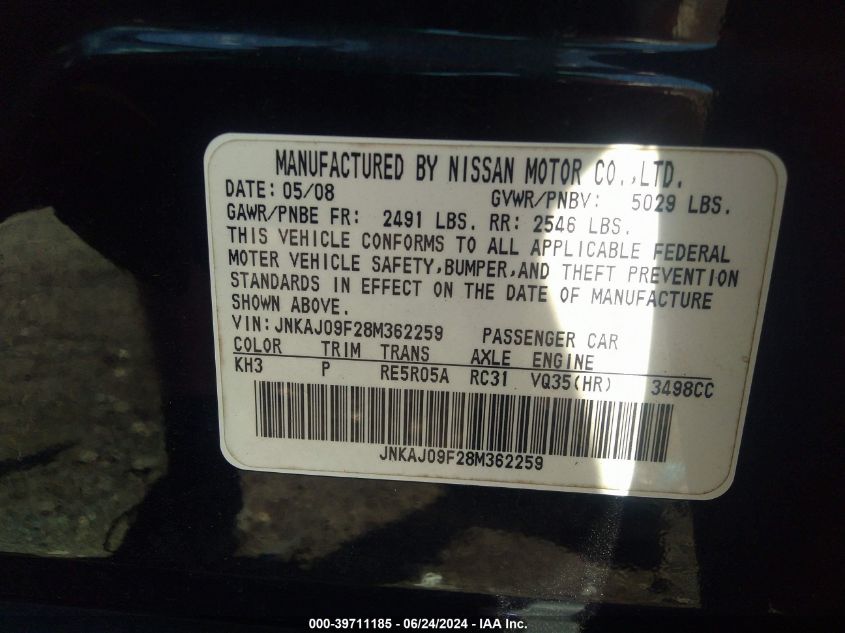 MANUFACTURED BY NISSAN MOTOR CO.,LTD.
DATE: 05/08 GVWR/PNBV: 5029 LBS.
GAWR/PNBE FR: 2491 LBS. RR: 2546 LBS.
THIS VEHICLE CONFORMS TO ALL APPLICABLE FEDERAL
MOTER VEHICLE SAFETY,BUMPER,AND THEFT PREVENTION
STANDARDS IN EFFECT ON THE DATE OF MANUFACTURE
SHOWN ABOVE.
VIN: JNKAJ09F28M362259 PASSENGER CAR
COLOR TRIM TRANS AXLE ENGINE
KH3 P RE5R05A RC31 VQ35(HR) 3498CC
JNKAJ09F28M362259
000-39711185 - 06/24/2024 - IAA Inc.